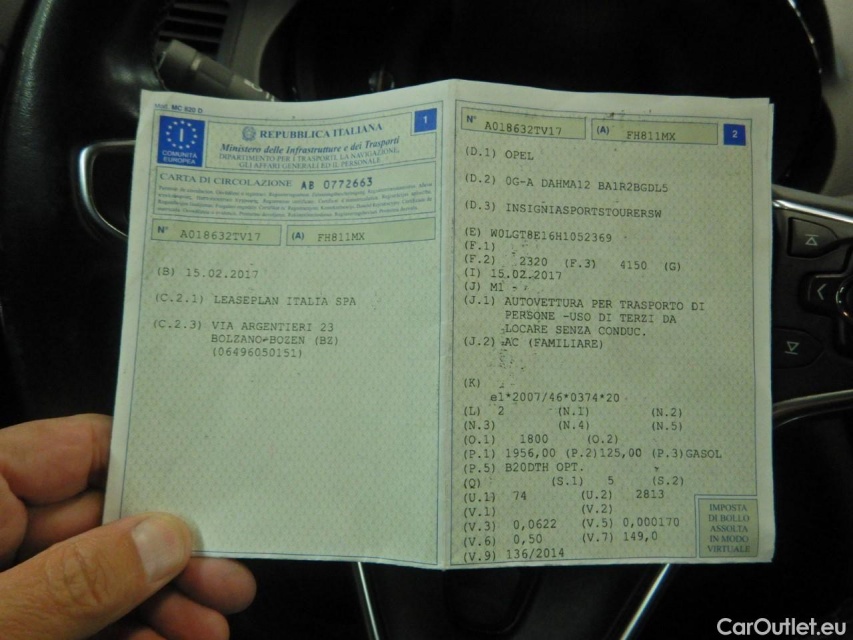 Mod. MC 820 D
COMUNITÀ
EUROPEA
I
REPUBBLICA ITALIANA
1
Ministero delle Infrastrutture e dei Trasporti
DIPARTIMENTO PER I TRASPORTI, LA NAVIGAZIONE,
GLI AFFARI GENERALI ED IL PERSONALE
CARTA DI CIRCOLAZIONE AB 0772663
N° A018632TV17 (A) FH811MX
(B) 15.02.2017
(C.2.1) LEASEPLAN ITALIA SPA
(C.2.3) VIA ARGENTIERI 23
BOLZANO-BOZEN (BZ)
(06496050151)
N° A018632TV17 (A) FH811MX 2
(D.1) OPEL
(D.2) 0G-A DAHMA12 BA1R2BGDL5
(D.3) INSIGNIASPORTSTOURERSW
(E) W0LGT8E16H1052369
(F.1)
(F.2) 2320 (F.3) 4150 (G)
(I) 15.02.2017
(J) M1 -
(J.1) AUTOVETTURA PER TRASPORTO DI
PERSONE -USO DI TERZI DA
LOCARE SENZA CONDUC.
(J.2) AC (FAMILIARE)
(K)
e1*2007/46*0374*20
(L) 2 (N.1) (N.2)
(N.3) (N.4) (N.5)
(O.1) 1800 (O.2)
(P.1) 1956,00 (P.2)125,00 (P.3)GASOL
(P.5) B20DTH OPT.
(Q) (S.1) 5 (S.2)
(U.1) 74 (U.2) 2813
(V.1) (V.2)
(V.3) 0,0622 (V.5) 0,000170
(V.6) 0,50 (V.7) 149,0
(V.9) 136/2014
IMPOSTA
DI BOLLO
ASSOLTA
IN MODO
VIRTUALE
CarOutlet.eu